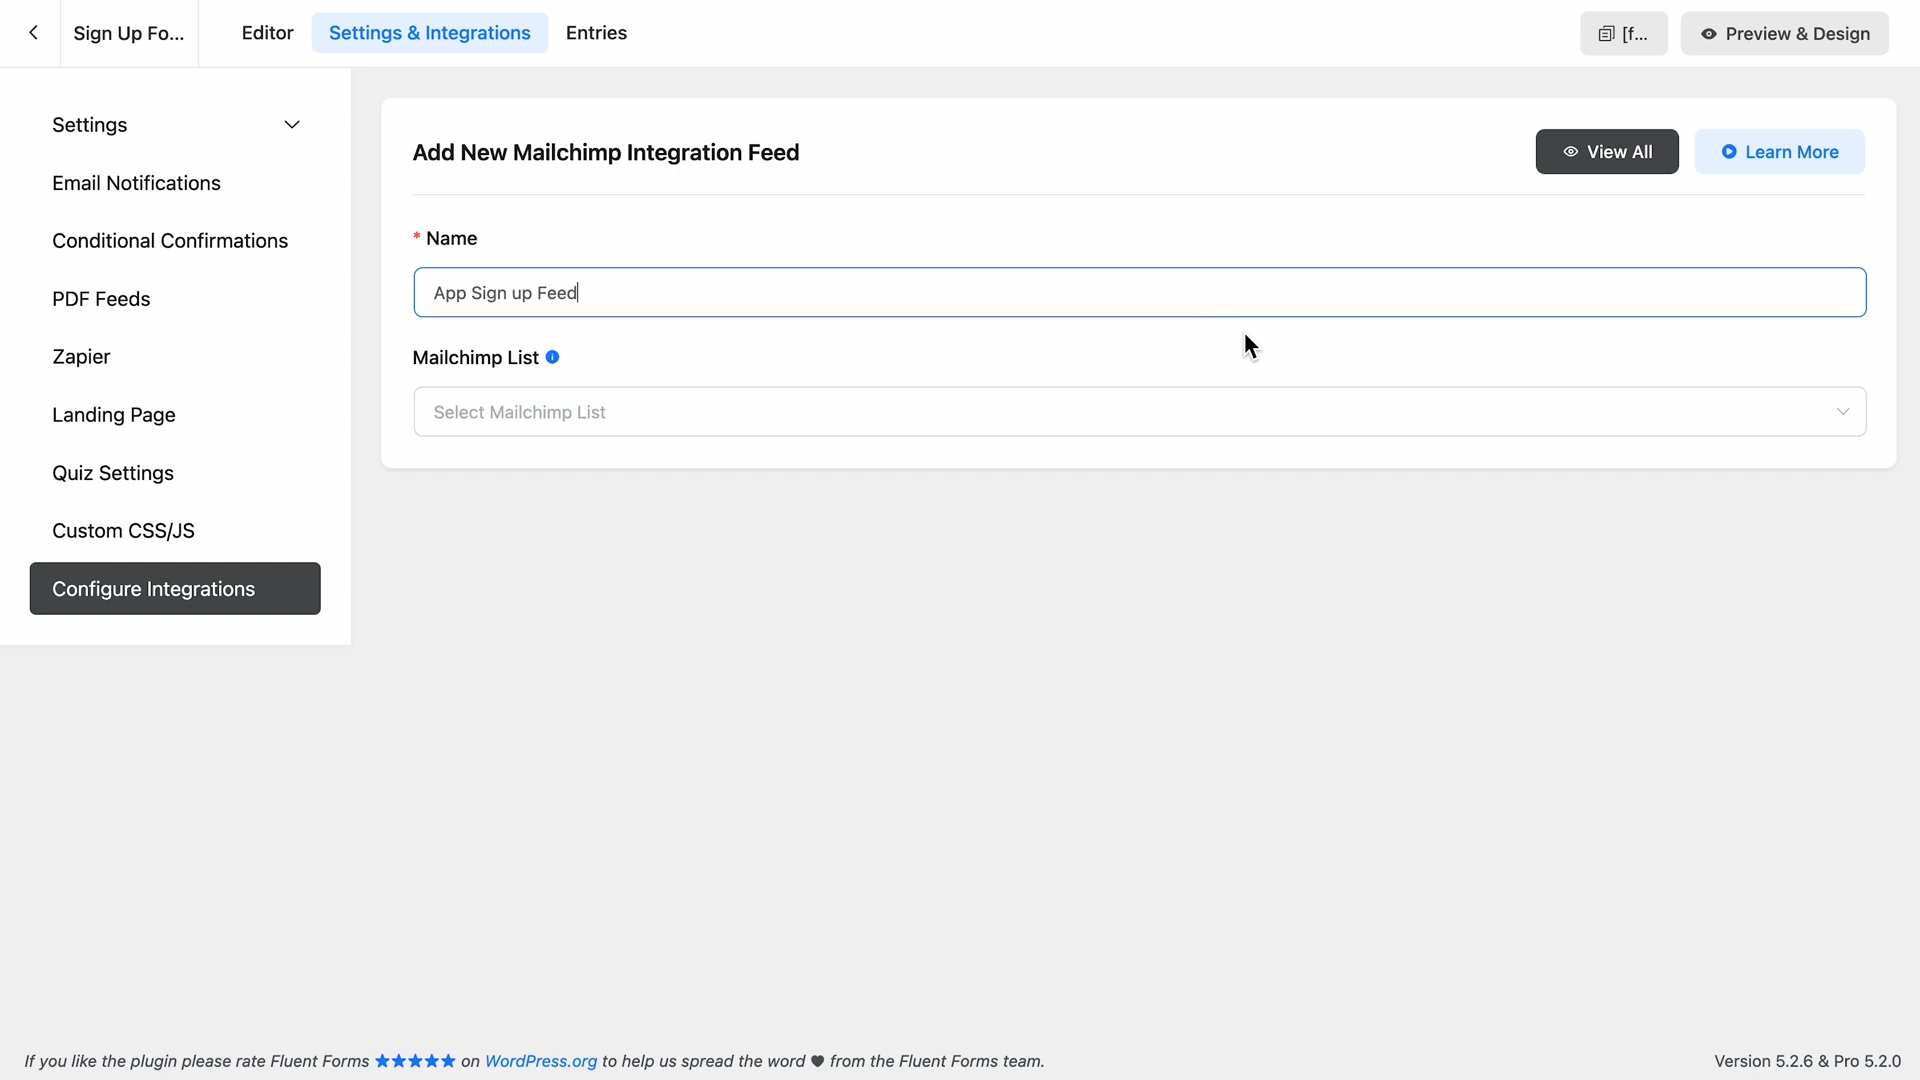 Sign Up Fo...
Editor
Settings & Integrations
Entries
[f...
Preview & Design
Settings
Email Notifications
Conditional Confirmations
PDF Feeds
Zapier
Landing Page
Quiz Settings
Custom CSS/JS
Configure Integrations
Add New Mailchimp Integration Feed
View All
Learn More
* Name
App Sign up Feed
Mailchimp List
Select Mailchimp List
If you like the plugin please rate Fluent Forms ★★★★★ on WordPress.org to help us spread the word ♥ from the Fluent Forms team.
Version 5.2.6 & Pro 5.2.0